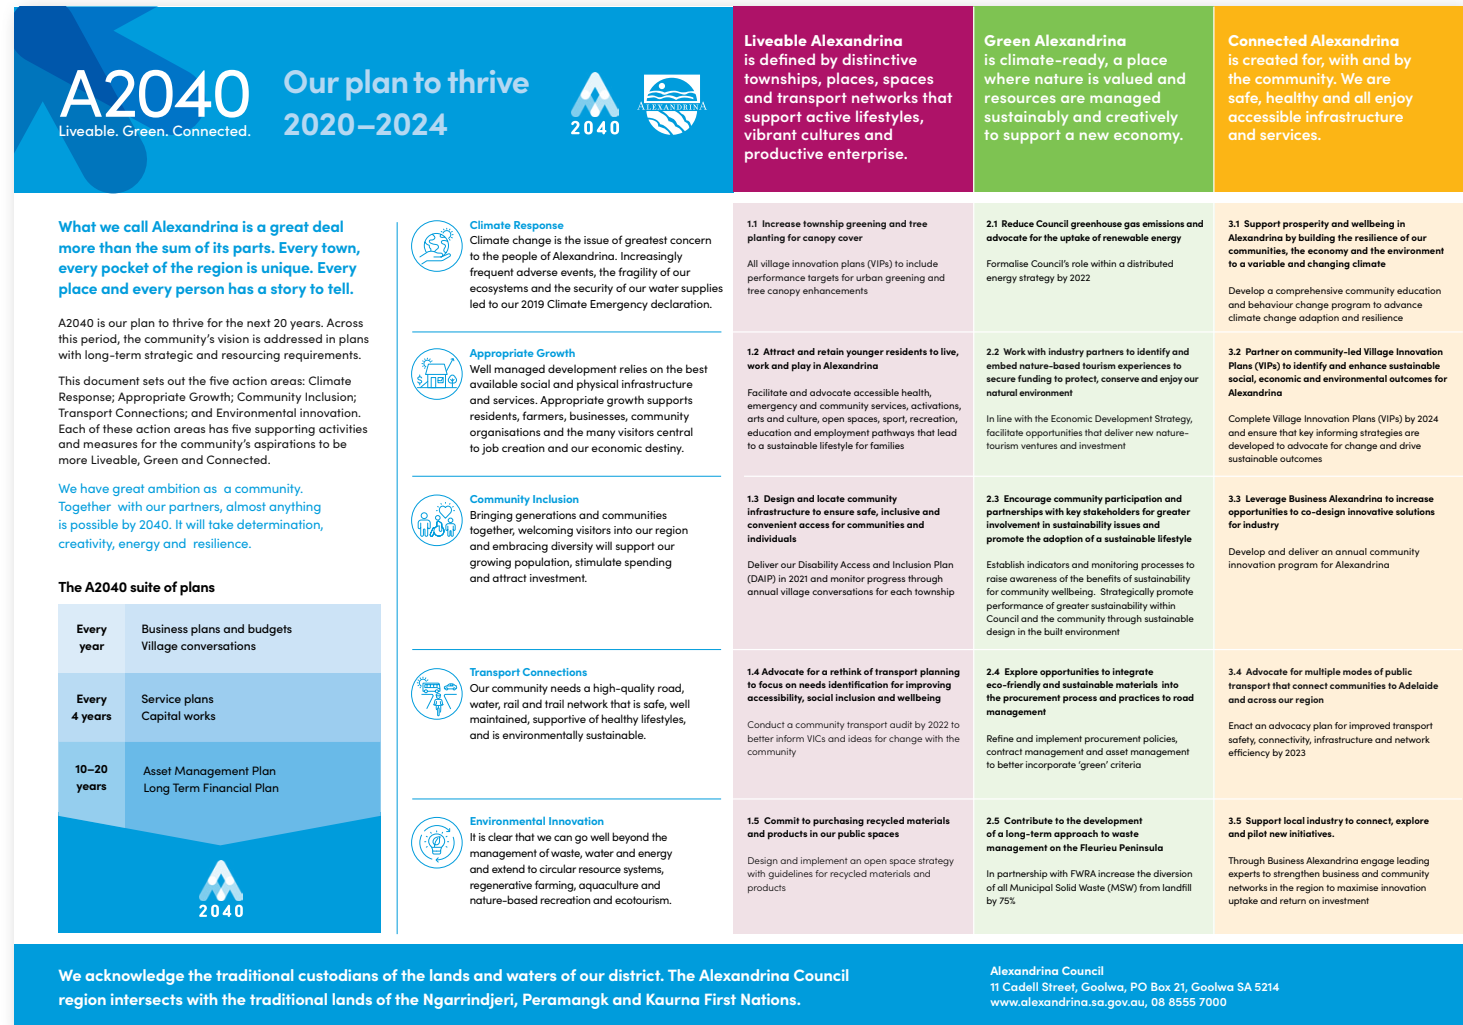 A2040
Liveable. Green. Connected.
Our plan to thrive
2020–2024
2040
ALEXANDRINA
Liveable Alexandrina
is defined by distinctive
townships, places, spaces
and transport networks that
support active lifestyles,
vibrant cultures and
productive enterprise.
Green Alexandrina
is climate-ready, a place
where nature is valued and
resources are managed
sustainably and creatively
to support a new economy.
Connected Alexandrina
is created for, with and by
the community. We are
safe, healthy and all enjoy
accessible infrastructure
and services.
What we call Alexandrina is a great deal
more than the sum of its parts. Every town,
every pocket of the region is unique. Every
place and every person has a story to tell.
A2040 is our plan to thrive for the next 20 years. Across
this period, the community's vision is addressed in plans
with long-term strategic and resourcing requirements.
This document sets out the five action areas: Climate
Response; Appropriate Growth; Community Inclusion;
Transport Connections; and Environmental innovation.
Each of these action areas has five supporting activities
and measures for the community's aspirations to be
more Liveable, Green and Connected.
We have great ambition as a community.
Together with our partners, almost anything
is possible by 2040. It will take determination,
creativity, energy and resilience.
The A2040 suite of plans
Every
year
Business plans and budgets
Village conversations
Every
4 years
Service plans
Capital works
10–20
years
Asset Management Plan
Long Term Financial Plan
2040
Climate Response
Climate change is the issue of greatest concern
to the people of Alexandrina. Increasingly
frequent adverse events, the fragility of our
ecosystems and the security of our water supplies
led to our 2019 Climate Emergency declaration.
1.1 Increase township greening and tree
planting for canopy cover
All village innovation plans (VIPs) to include
performance targets for urban greening and
tree canopy enhancements
2.1 Reduce Council greenhouse gas emissions and
advocate for the uptake of renewable energy
Formalise Council's role within a distributed
energy strategy by 2022
3.1 Support prosperity and wellbeing in
Alexandrina by building the resilience of our
communities, the economy and the environment
to a variable and changing climate
Develop a comprehensive community education
and behaviour change program to advance
climate change adaption and resilience
Appropriate Growth
Well managed development relies on the best
available social and physical infrastructure
and services. Appropriate growth supports
residents, farmers, businesses, community
organisations and the many visitors central
to job creation and our economic destiny.
1.2 Attract and retain younger residents to live,
work and play in Alexandrina
Facilitate and advocate accessible health,
emergency and community services, activations,
arts and culture, open spaces, sport, recreation,
education and employment pathways that lead
to a sustainable lifestyle for families
2.2 Work with industry partners to identify and
embed nature-based tourism experiences to
secure funding to protect, conserve and enjoy our
natural environment
In line with the Economic Development Strategy,
facilitate opportunities that deliver new nature-
tourism ventures and investment
3.2 Partner on community-led Village Innovation
Plans (VIPs) to identify and enhance sustainable
social, economic and environmental outcomes for
Alexandrina
Complete Village Innovation Plans (VIPs) by 2024
and ensure that key informing strategies are
developed to advocate for change and drive
sustainable outcomes
Community Inclusion
Bringing generations and communities
together, welcoming visitors into our region
and embracing diversity will support our
growing population, stimulate spending
and attract investment.
1.3 Design and locate community
infrastructure to ensure safe, inclusive and
convenient access for communities and
individuals
Deliver our Disability Access and Inclusion Plan
(DAIP) in 2021 and monitor progress through
annual village conversations for each township
2.3 Encourage community participation and
partnerships with key stakeholders for greater
involvement in sustainability issues and
promote the adoption of a sustainable lifestyle
Establish indicators and monitoring processes to
raise awareness of the benefits of sustainability
for community wellbeing. Strategically promote
performance of greater sustainability within
Council and the community through sustainable
design in the built environment
3.3 Leverage Business Alexandrina to increase
opportunities to co-design innovative solutions
for industry
Develop and deliver an annual community
innovation program for Alexandrina
Transport Connections
Our community needs a high-quality road,
water, rail and trail network that is safe, well
maintained, supportive of healthy lifestyles,
and is environmentally sustainable.
1.4 Advocate for a rethink of transport planning
to focus on needs identification for improving
accessibility, social inclusion and wellbeing
Conduct a community transport audit by 2022 to
better inform VICs and ideas for change with the
community
2.4 Explore opportunities to integrate
eco-friendly and sustainable materials into
the procurement process and practices to road
management
Refine and implement procurement policies,
contract management and asset management
to better incorporate 'green' criteria
3.4 Advocate for multiple modes of public
transport that connect communities to Adelaide
and across our region
Enact an advocacy plan for improved transport
safety, connectivity, infrastructure and network
efficiency by 2023
Environmental Innovation
It is clear that we can go well beyond the
management of waste, water and energy
and extend to circular resource systems,
regenerative farming, aquaculture and
nature-based recreation and ecotourism.
1.5 Commit to purchasing recycled materials
and products in our public spaces
Design and implement an open space strategy
with guidelines for recycled materials and
products
2.5 Contribute to the development
of a long-term approach to waste
management on the Fleurieu Peninsula
In partnership with FWRA increase the diversion
of all Municipal Solid Waste (MSW) from landfill
by 75%
3.5 Support local industry to connect, explore
and pilot new initiatives.
Through Business Alexandrina engage leading
experts to strengthen business and community
networks in the region to maximise innovation
uptake and return on investment
We acknowledge the traditional custodians of the lands and waters of our district. The Alexandrina Council
region intersects with the traditional lands of the Ngarrindjeri, Peramangk and Kaurna First Nations.
Alexandrina Council
11 Cadell Street, Goolwa, PO Box 21, Goolwa SA 5214
www.alexandrina.sa.gov.au, 08 8555 7000